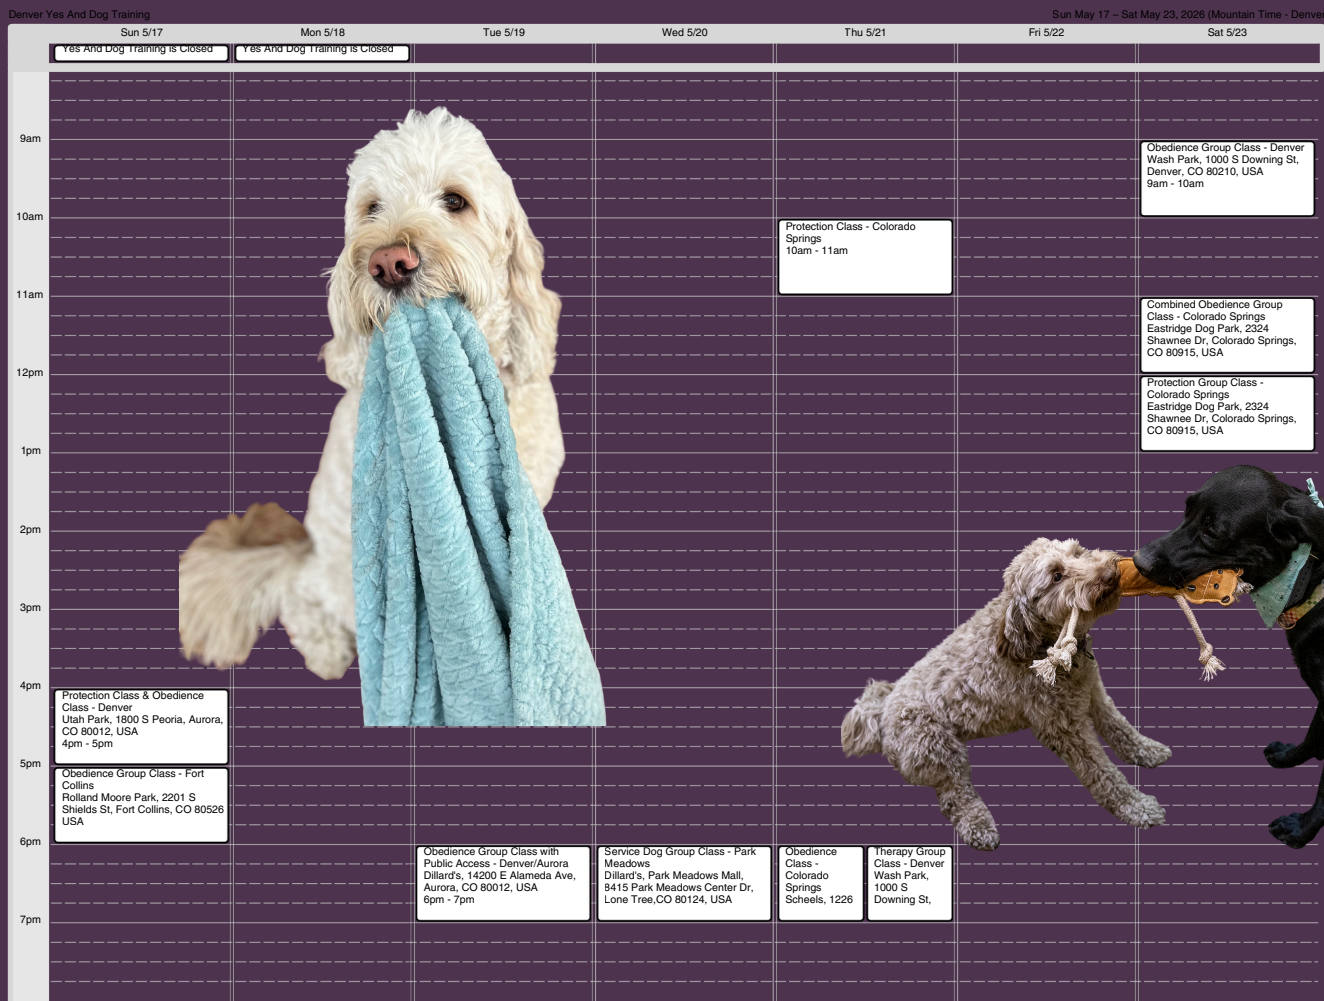 Denver Yes And Dog Training
Sun May 17 – Sat May 23, 2026 (Mountain Time - Denver
Sun 5/17
Mon 5/18
Tue 5/19
Wed 5/20
Thu 5/21
Fri 5/22
Sat 5/23
Yes And Dog Training is Closed
Yes And Dog Training is Closed
9am
10am
11am
12pm
1pm
2pm
3pm
4pm
5pm
6pm
7pm
Protection Class & Obedience
Class - Denver
Utah Park, 1800 S Peoria, Aurora,
CO 80012, USA
4pm - 5pm
Obedience Group Class - Fort
Collins
Rolland Moore Park, 2201 S
Shields St, Fort Collins, CO 80526
USA
Obedience Group Class with
Public Access - Denver/Aurora
Dillard's, 14200 E Alameda Ave,
Aurora, CO 80012, USA
6pm - 7pm
Service Dog Group Class - Park
Meadows
Dillard's, Park Meadows Mall,
8415 Park Meadows Center Dr,
Lone Tree,CO 80124, USA
Protection Class - Colorado
Springs
10am - 11am
Obedience
Class -
Colorado
Springs
Scheels, 1226
Therapy Group
Class - Denver
Wash Park,
1000 S
Downing St,
Obedience Group Class - Denver
Wash Park, 1000 S Downing St,
Denver, CO 80210, USA
9am - 10am
Combined Obedience Group
Class - Colorado Springs
Eastridge Dog Park, 2324
Shawnee Dr, Colorado Springs,
CO 80915, USA
Protection Group Class -
Colorado Springs
Eastridge Dog Park, 2324
Shawnee Dr, Colorado Springs,
CO 80915, USA